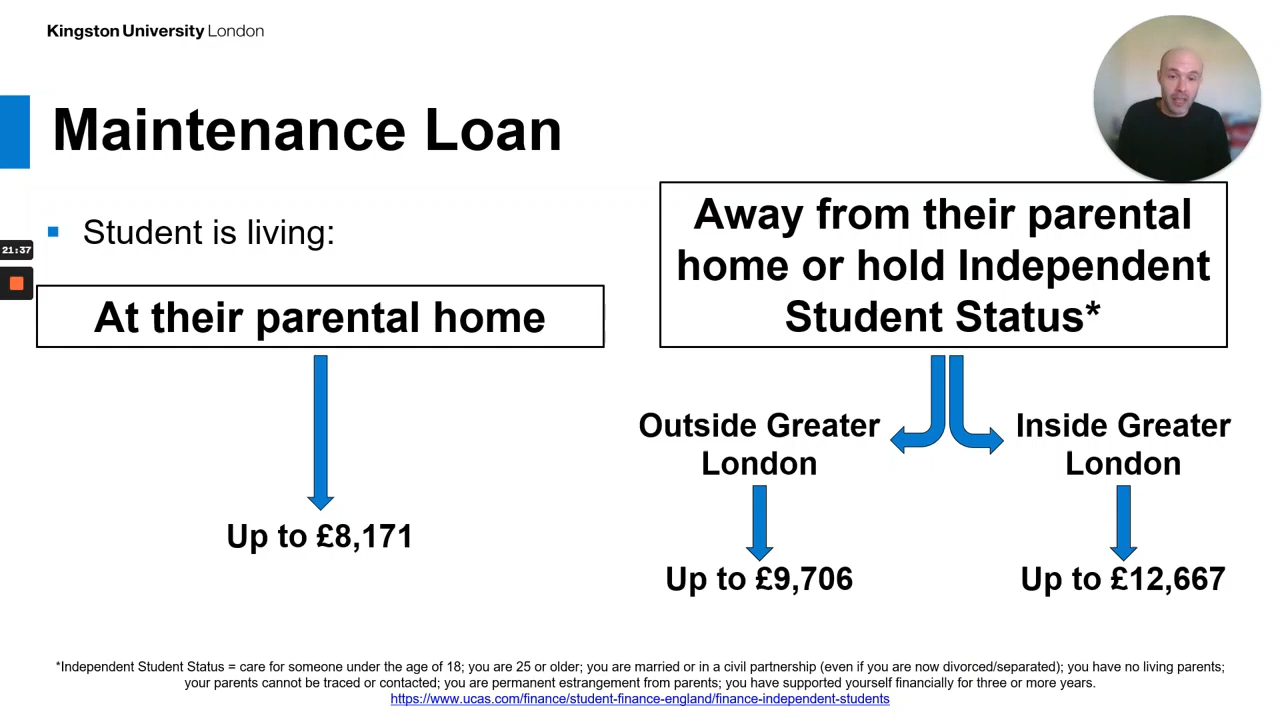 Kingston University London
Maintenance Loan
Student is living:
21:37
At their parental home
Up to £8,171
Away from their parental
home or hold Independent
Student Status*
Outside Greater
London
Up to £9,706
Inside Greater
London
Up to £12,667
*Independent Student Status = care for someone under the age of 18; you are 25 or older; you are married or in a civil partnership (even if you are now divorced/separated); you have no living parents;
your parents cannot be traced or contacted; you are permanent estrangement from parents; you have supported yourself financially for three or more years.
https://www.ucas.com/finance/student-finance-england/finance-independent-students